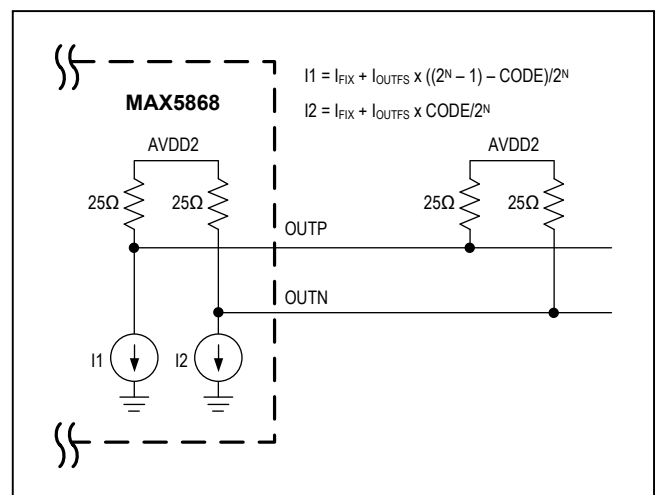 I1 = IFIX + IOUTFS x ((2ᴺ – 1) – CODE)/2ᴺ
MAX5868
I2 = IFIX + IOUTFS x CODE/2ᴺ
AVDD2
AVDD2
25Ω
25Ω
25Ω
25Ω
OUTP
OUTN
I1
I2